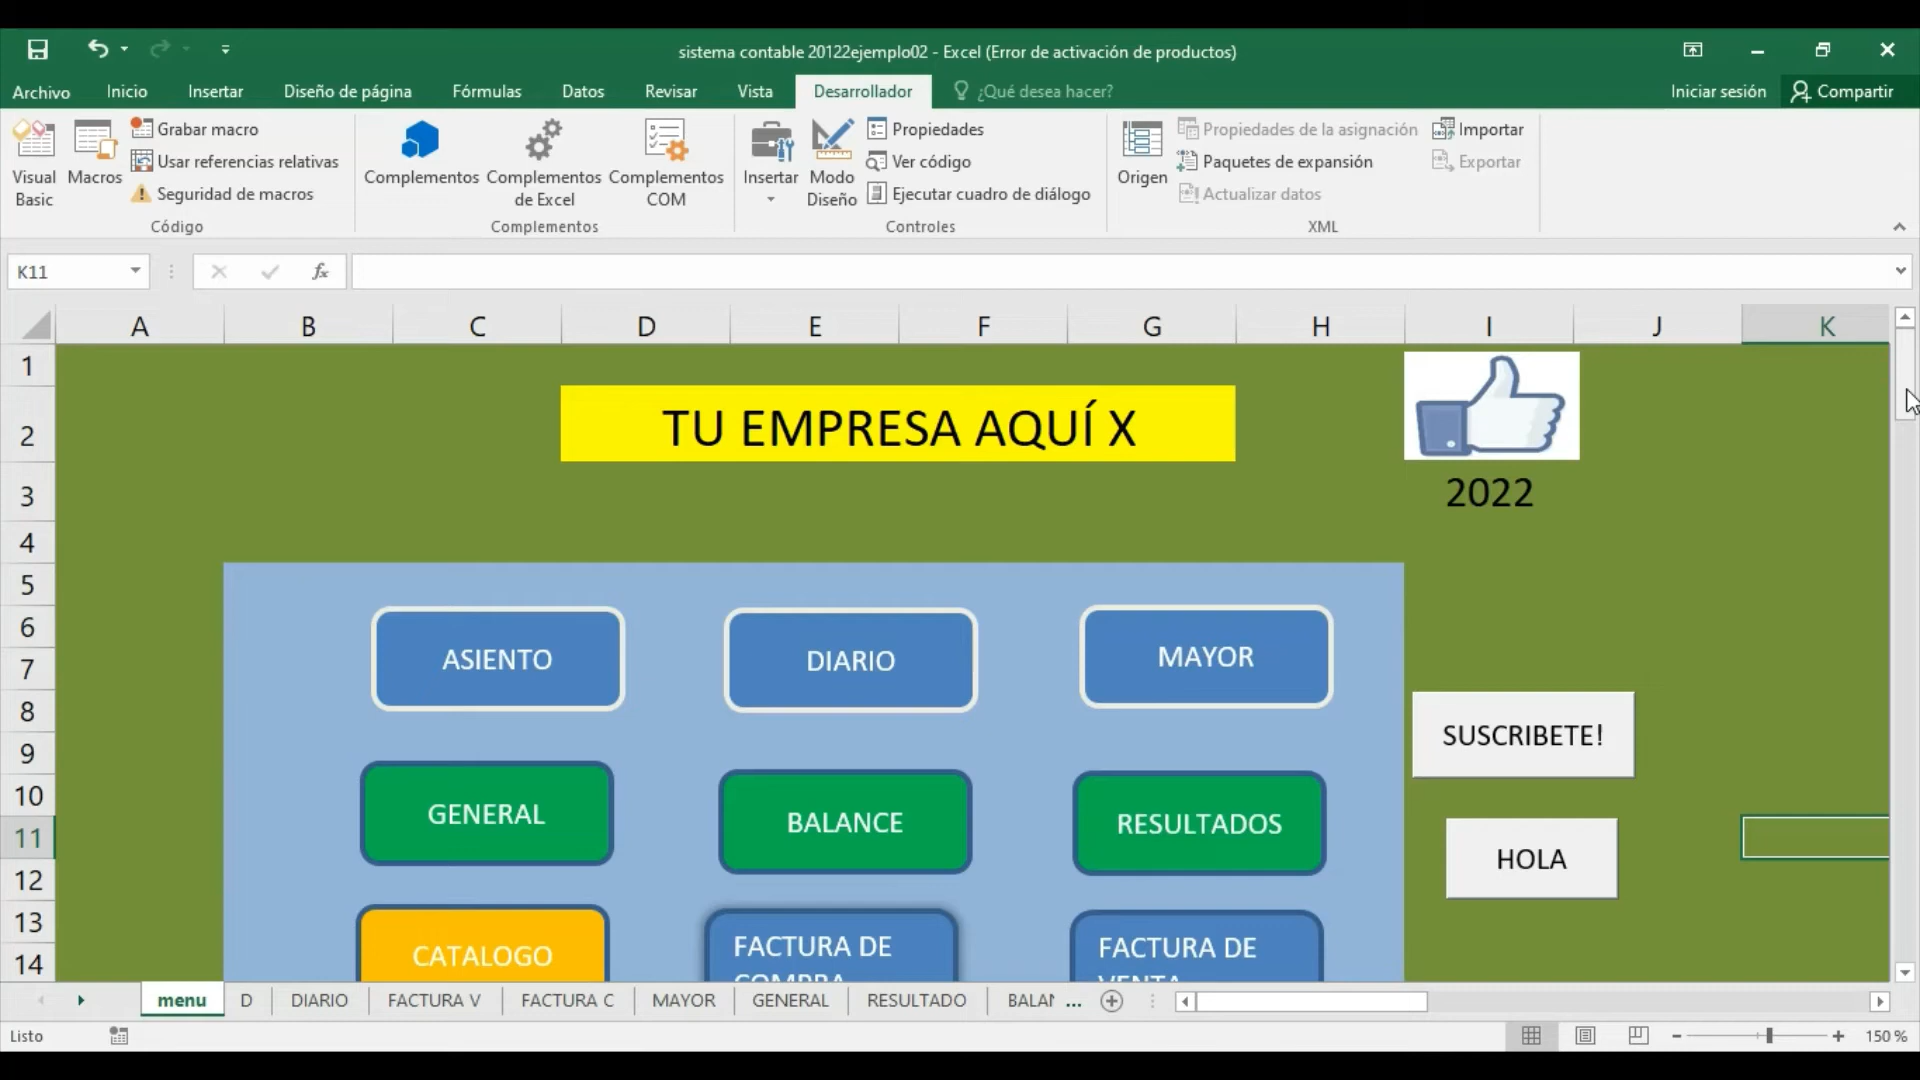 sistema contable 20122ejemplo02 - Excel (Error de activación de productos)
Archivo Inicio Insertar Diseño de página Fórmulas Datos Revisar Vista Desarrollador ¿Qué desea hacer? Iniciar sesión Compartir
Visual Basic
Macros
Grabar macro
Usar referencias relativas
Seguridad de macros
Código
Complementos
Complementos de Excel
Complementos COM
Complementos
Insertar
Modo Diseño
Propiedades
Ver código
Ejecutar cuadro de diálogo
Controles
Origen
Propiedades de la asignación
Paquetes de expansión
Actualizar datos
Importar
Exportar
XML
K11
fx
A B C D E F G H I J K
1
2
3
4
5
6
7
8
9
10
11
12
13
14
TU EMPRESA AQUÍ X
2022
ASIENTO DIARIO MAYOR
SUSCRIBETE!
GENERAL BALANCE RESULTADOS
HOLA
CATALOGO
FACTURA DE COMPRA
FACTURA DE VENTA
menu D DIARIO FACTURA V FACTURA C MAYOR GENERAL RESULTADO BALAN ...
Listo
150 %